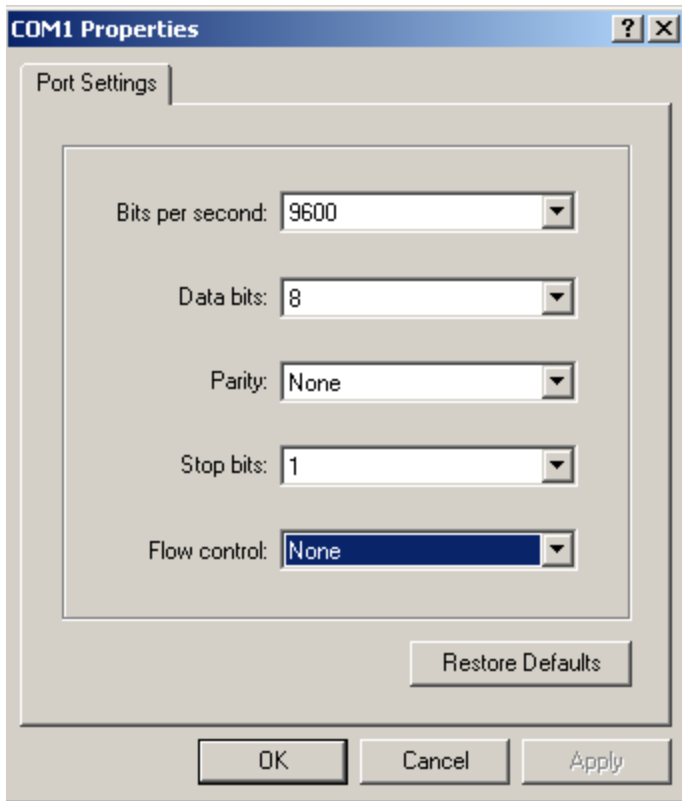 COM1 Properties
Port Settings
Bits per second: 9600
Data bits: 8
Parity: None
Stop bits: 1
Flow control: None
Restore Defaults
OK Cancel Apply